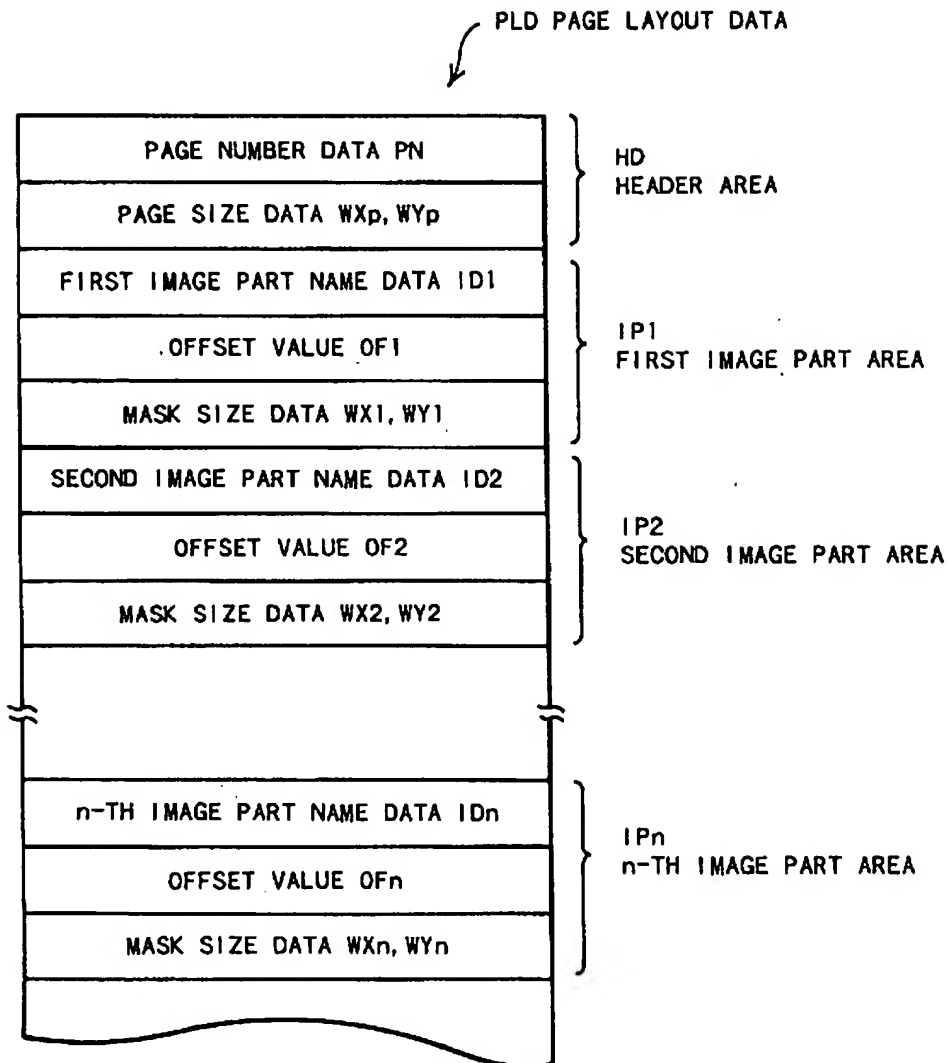 PLD PAGE LAYOUT DATA
PAGE NUMBER DATA PN
PAGE SIZE DATA WXp, WYp
HD
HEADER AREA
FIRST IMAGE PART NAME DATA ID1
OFFSET VALUE OF1
MASK SIZE DATA WX1, WY1
IP1
FIRST IMAGE PART AREA
SECOND IMAGE PART NAME DATA ID2
OFFSET VALUE OF2
MASK SIZE DATA WX2, WY2
IP2
SECOND IMAGE PART AREA
n-TH IMAGE PART NAME DATA IDn
OFFSET VALUE OFn
MASK SIZE DATA WXn, WYn
IPn
n-TH IMAGE PART AREA